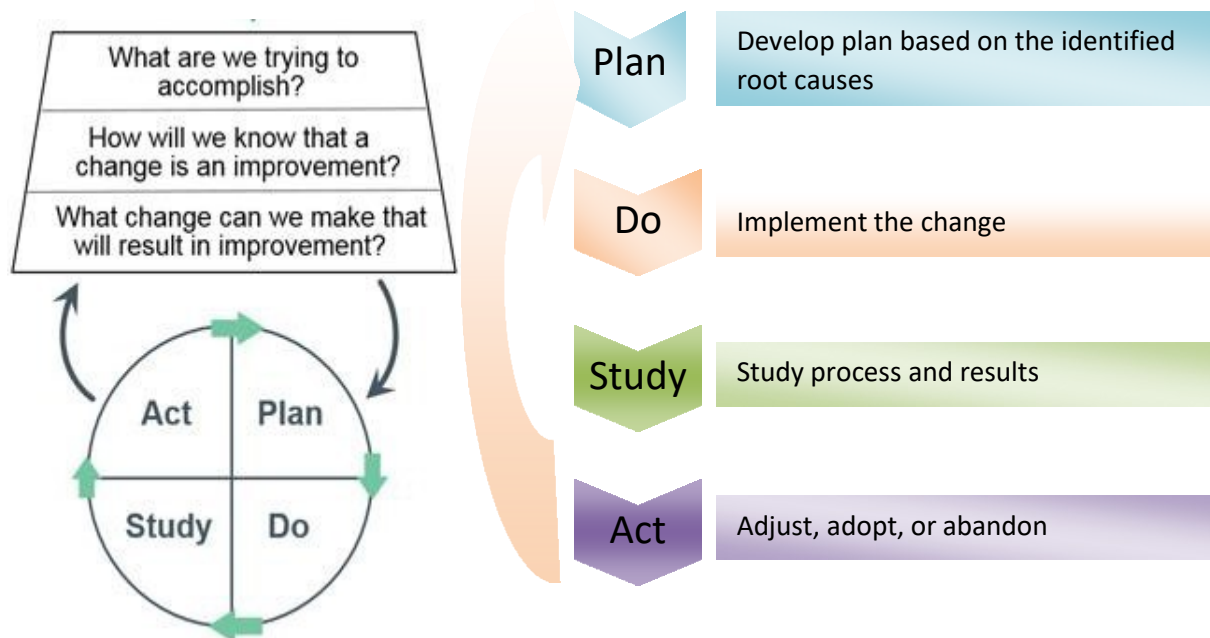 What are we trying to
accomplish?
How will we know that a
change is an improvement?
What change can we make that
will result in improvement?
Act
Plan
Study
Do
Plan
Develop plan based on the identified
root causes
Do
Implement the change
Study
Study process and results
Act
Adjust, adopt, or abandon